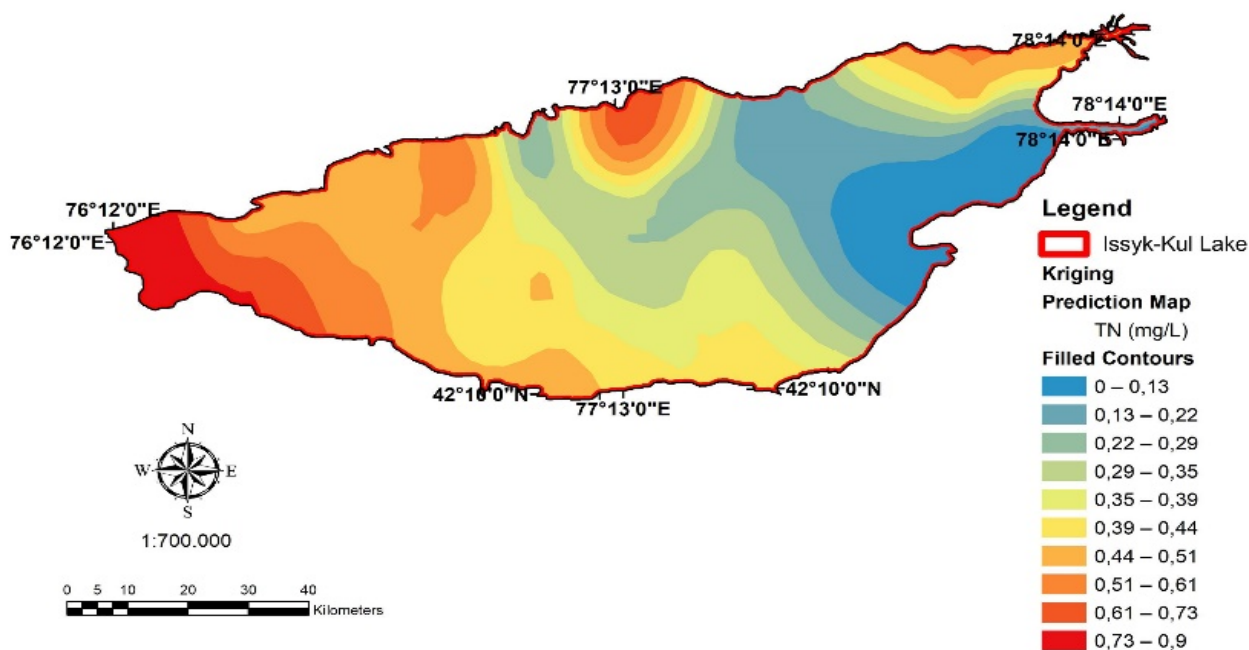 78°14'0"E
77°13'0"E
78°14'0"E
78°14'0"E
76°12'0"E
76°12'0"E
42°10'0"N
77°13'0"E
42°10'0"N
N
W E
S
1:700.000
0 5 10 20 30 40
Kilometers
Legend
Issyk-Kul Lake
Kriging
Prediction Map
TN (mg/L)
Filled Contours
0 – 0,13
0,13 – 0,22
0,22 – 0,29
0,29 – 0,35
0,35 – 0,39
0,39 – 0,44
0,44 – 0,51
0,51 – 0,61
0,61 – 0,73
0,73 – 0,9